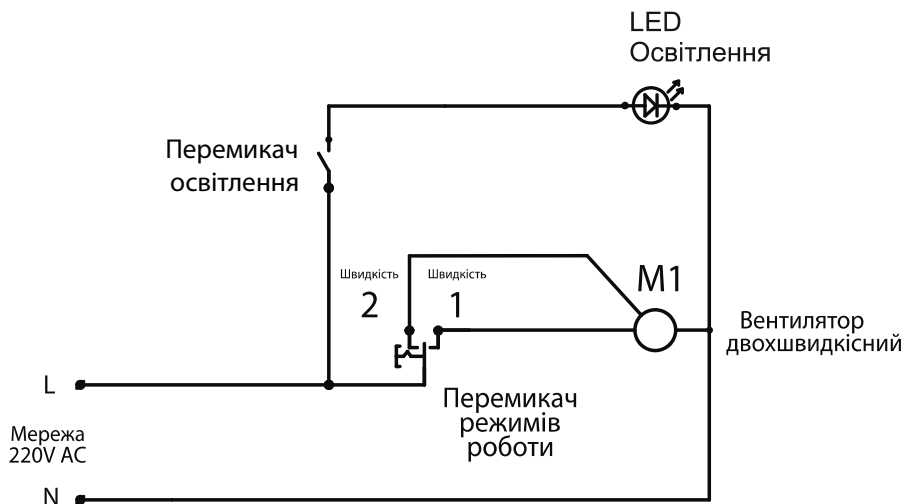 LED
Освітлення
Перемикач
освітлення
Швидкість
2
Швидкість
1
M1
Вентилятор
двохшвидкісний
L
Перемикач
режимів
роботи
Мережа
220V AC
N